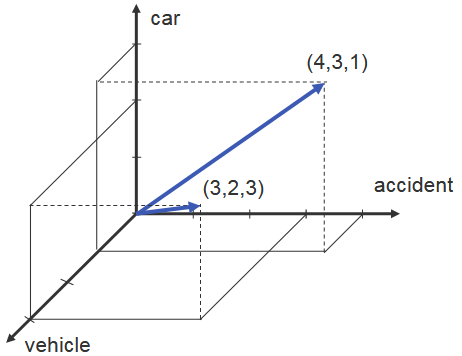 car
(4,3,1)
(3,2,3)
accident
vehicle